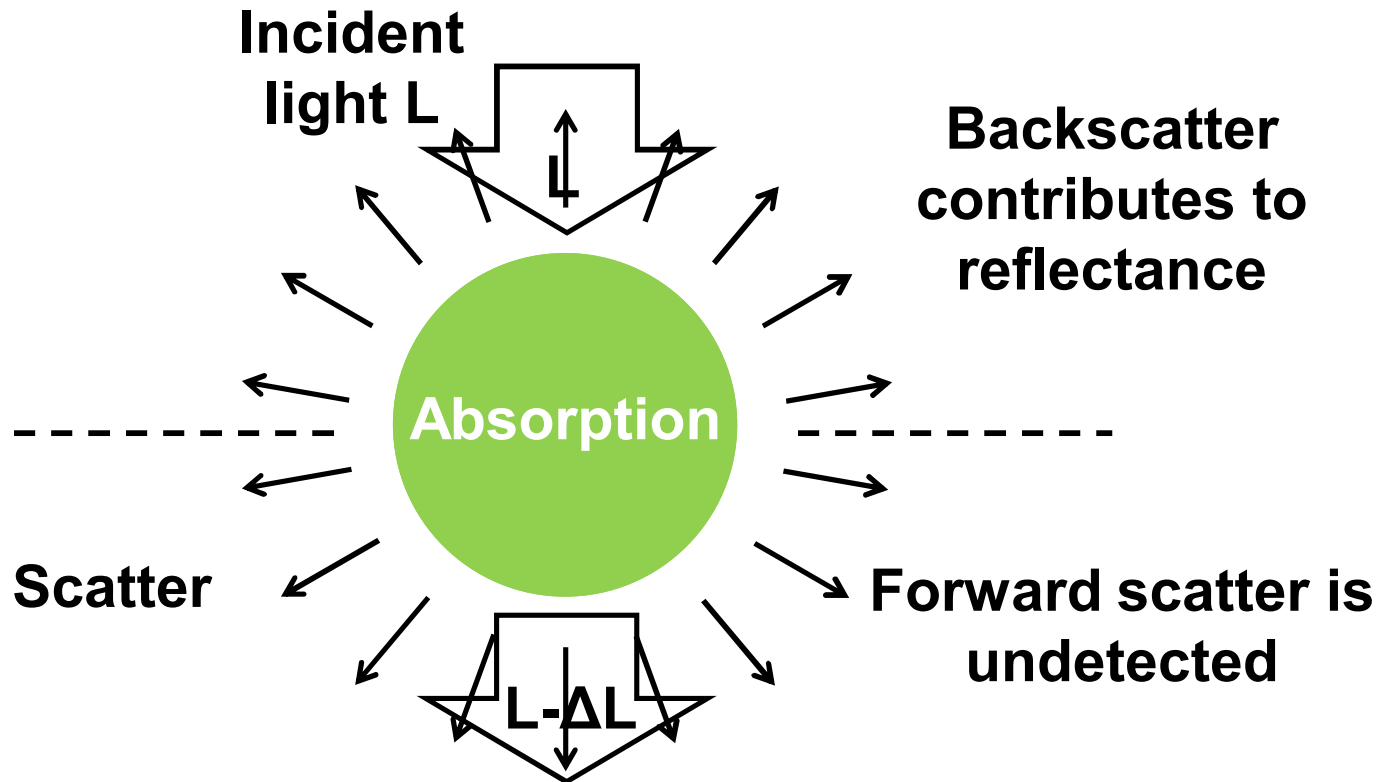 Incident
light L
L
Backscatter
contributes to
reflectance
Absorption
Scatter
Forward scatter is
undetected
L-ΔL